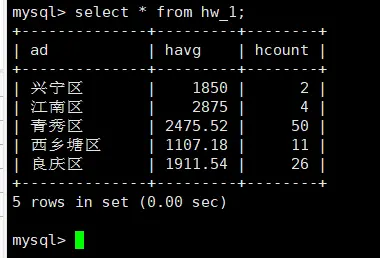 mysql> select * from hw_1;
+--------------+---------+--------+
| ad           | havg    | hcount |
+--------------+---------+--------+
| 兴宁区       |    1850 |      2 |
| 江南区       |    2875 |      4 |
| 青秀区       | 2475.52 |     50 |
| 西乡塘区     | 1107.18 |     11 |
| 良庆区       | 1911.54 |     26 |
+--------------+---------+--------+
5 rows in set (0.00 sec)
mysql>